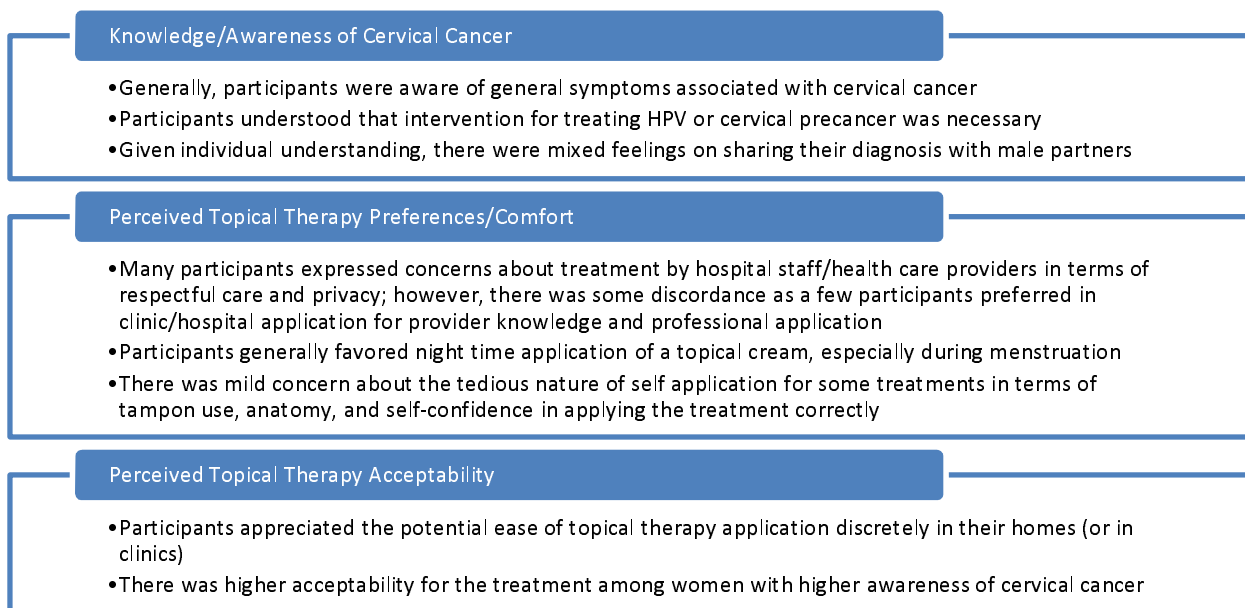 Knowledge/Awareness of Cervical Cancer
•Generally, participants were aware of general symptoms associated with cervical cancer
•Participants understood that intervention for treating HPV or cervical precancer was necessary
•Given individual understanding, there were mixed feelings on sharing their diagnosis with male partners
Perceived Topical Therapy Preferences/Comfort
•Many participants expressed concerns about treatment by hospital staff/health care providers in terms of
respectful care and privacy; however, there was some discordance as a few participants preferred in
clinic/hospital application for provider knowledge and professional application
•Participants generally favored night time application of a topical cream, especially during menstruation
•There was mild concern about the tedious nature of self application for some treatments in terms of
tampon use, anatomy, and self-confidence in applying the treatment correctly
Perceived Topical Therapy Acceptability
•Participants appreciated the potential ease of topical therapy application discretely in their homes (or in
clinics)
•There was higher acceptability for the treatment among women with higher awareness of cervical cancer